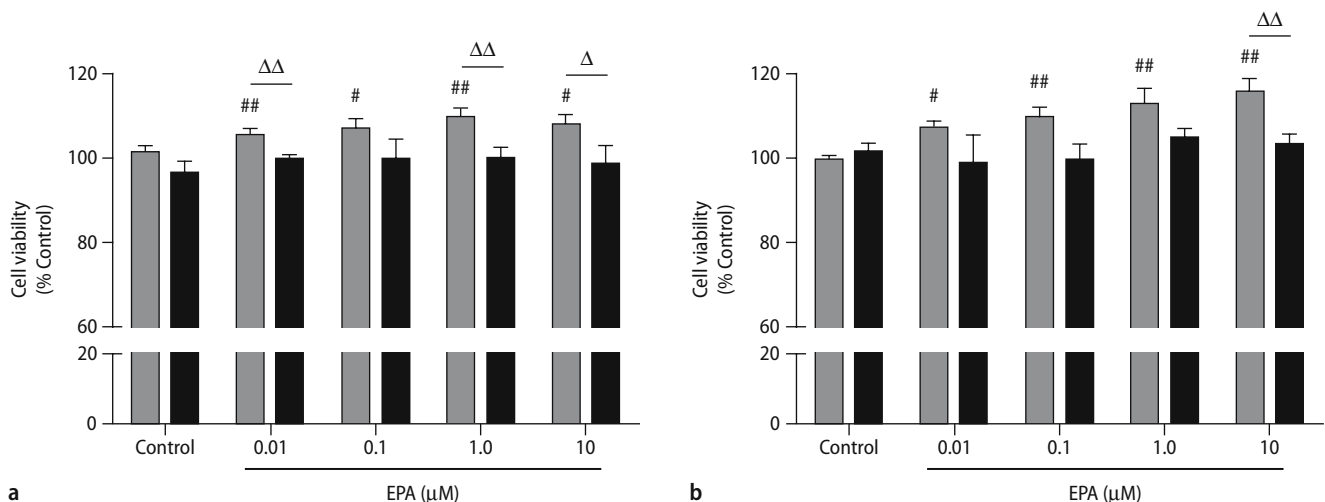 ΔΔ
ΔΔ
Δ
120
##
#
##
#
100
80
60
20
0
Cell viability
(% Control)
Control
0.01
0.1
1.0
10
EPA (μM)
a
ΔΔ
120
#
##
##
##
100
80
60
20
0
Cell viability
(% Control)
Control
0.01
0.1
1.0
10
EPA (μM)
b